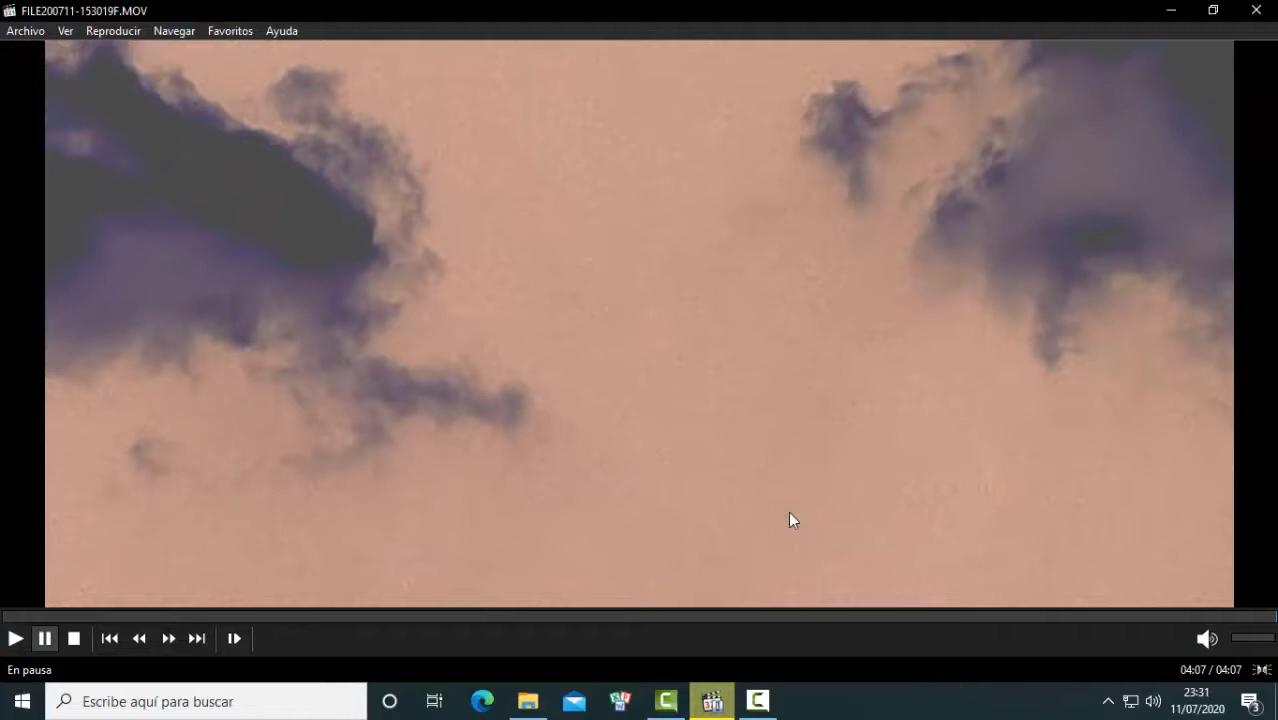 FILE200711-153019F.MOV
Archivo Ver Reproducir Navegar Favoritos Ayuda
En pausa
04:07 / 04:07
Escribe aquí para buscar
23:31
11/07/2020
3